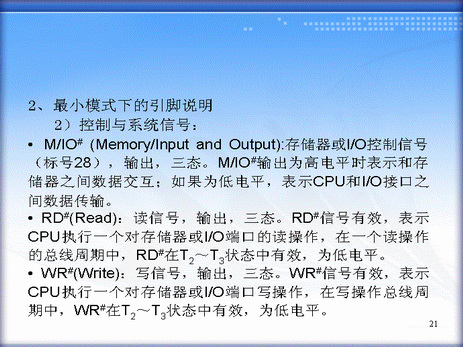 2、最小模式下的引脚说明
2）控制与系统信号：
• M/IO# (Memory/Input and Output):存储器或I/O控制信号
（标号28），输出，三态。M/IO#输出为高电平时表示和存
储器之间数据交互；如果为低电平，表示CPU和I/O接口之
间数据传输。
• RD#(Read)：读信号，输出，三态。RD#信号有效，表示
CPU执行一个对存储器或I/O端口的读操作，在一个读操作
的总线周期中，RD#在T2～T3状态中有效，为低电平。
• WR#(Write)：写信号，输出，三态。WR#信号有效，表示
CPU执行一个对存储器或I/O端口写操作，在写操作总线周
期中，WR#在T2～T3状态中有效，为低电平。
21